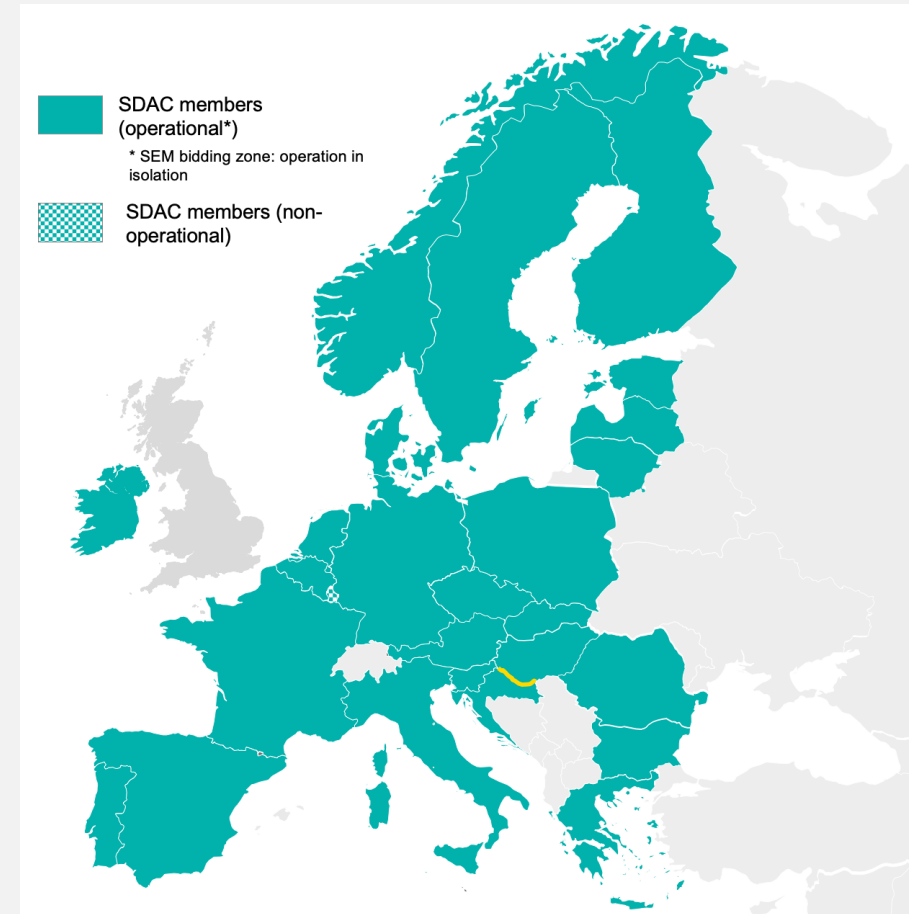 SDAC members
(operational*)
* SEM bidding zone: operation in
isolation
SDAC members (non-
operational)